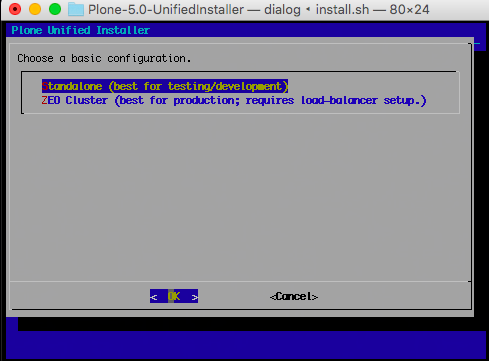 Plone-5.0-UnifiedInstaller — dialog ◂ install.sh — 80×24
Plone Unified Installer
Choose a basic configuration.
Standalone (best for testing/development)
ZEO Cluster (best for production; requires load-balancer setup.)
< OK > <Cancel>